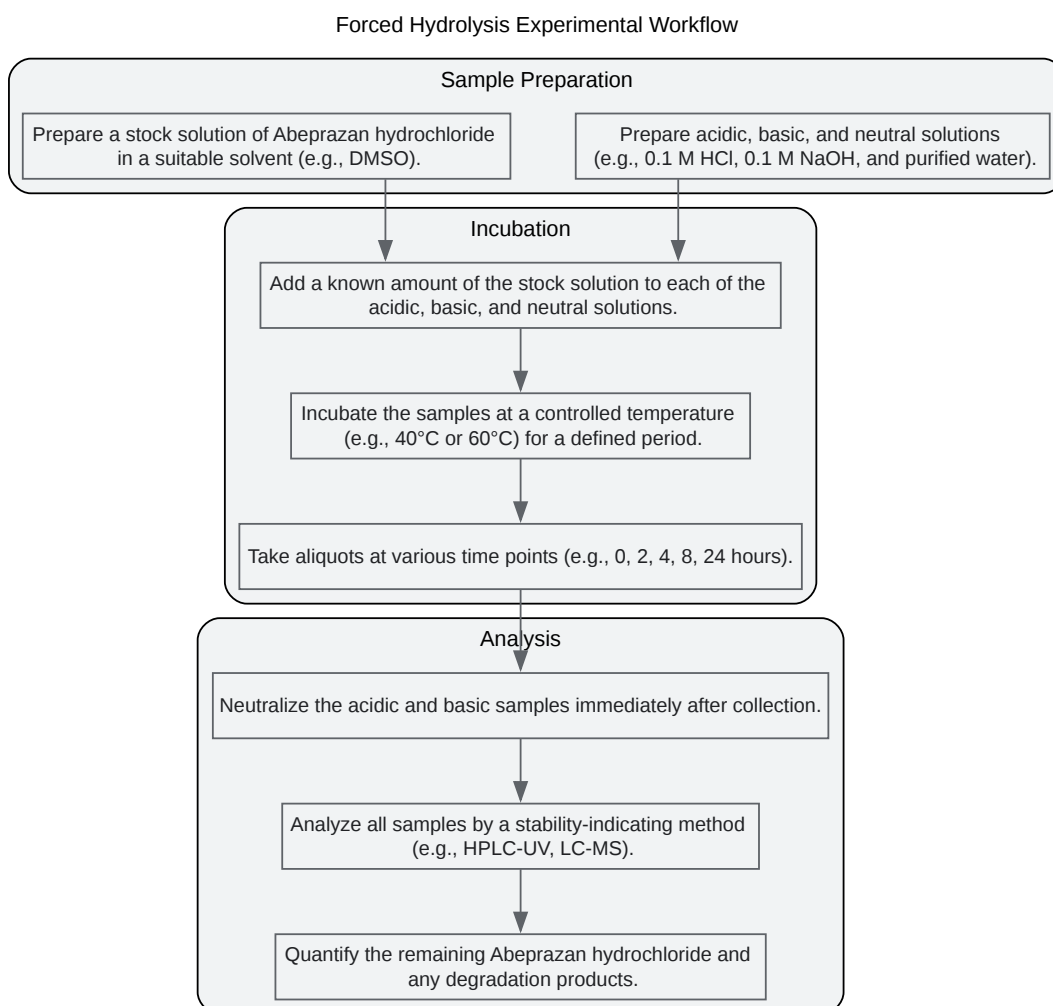 Forced Hydrolysis Experimental Workflow
Sample Preparation
Prepare a stock solution of Abeprazan hydrochloride
in a suitable solvent (e.g., DMSO).
Prepare acidic, basic, and neutral solutions
(e.g., 0.1 M HCl, 0.1 M NaOH, and purified water).
Incubation
Add a known amount of the stock solution to each of the
acidic, basic, and neutral solutions.
Incubate the samples at a controlled temperature
(e.g., 40°C or 60°C) for a defined period.
Take aliquots at various time points (e.g., 0, 2, 4, 8, 24 hours).
Analysis
Neutralize the acidic and basic samples immediately after collection.
Analyze all samples by a stability-indicating method
(e.g., HPLC-UV, LC-MS).
Quantify the remaining Abeprazan hydrochloride and
any degradation products.